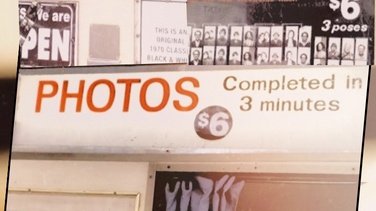 We are
OPEN
THIS IS AN
ORIGINAL
1970 CLASSIC
BLACK & WHI
$6
3 poses
PHOTOS
Completed in
3 minutes
$6